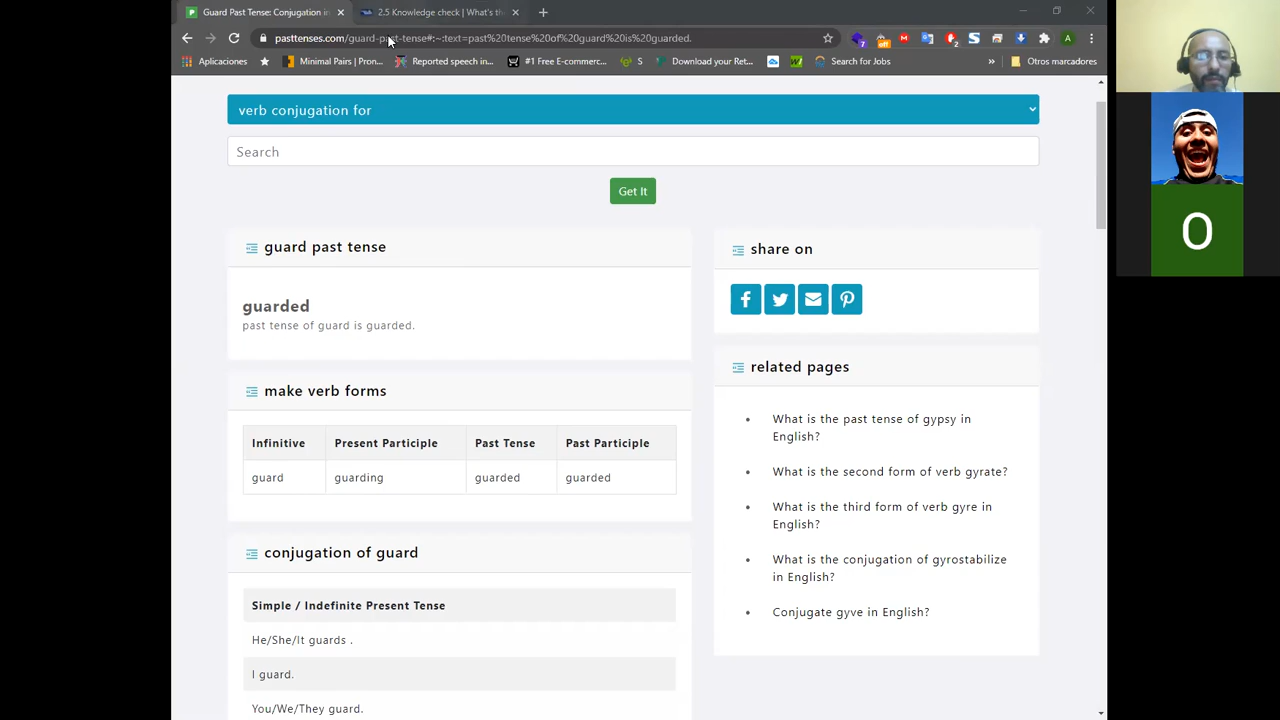 Guard Past Tense: Conjugation in
2.5 Knowledge check | What's th
pasttenses.com/guard-past-tense#:~:text=past%20tense%20of%20guard%20is%20guarded.
Aplicaciones
Minimal Pairs | Pron...
Reported speech in...
#1 Free E-commerc...
S
Download your Ret...
Search for Jobs
»
Otros marcadores
7
off
2
A
verb conjugation for
Search
Get It
guard past tense
guarded
past tense of guard is guarded.
make verb forms
Infinitive Present Participle Past Tense Past Participle
guard guarding guarded guarded
conjugation of guard
Simple / Indefinite Present Tense
He/She/It guards .
I guard.
You/We/They guard.
share on
related pages
• What is the past tense of gypsy in
English?
• What is the second form of verb gyrate?
• What is the third form of verb gyre in
English?
• What is the conjugation of gyrostabilize
in English?
• Conjugate gyve in English?
O